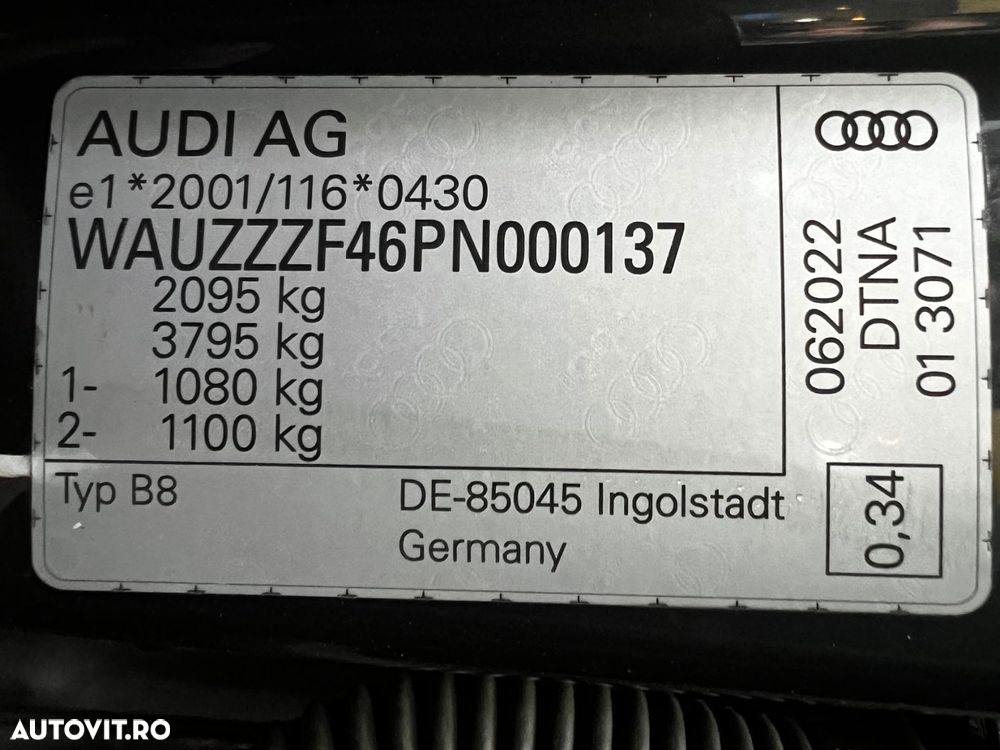 AUDI AG
e1*2001/116*0430
WAUZZZF46PN000137
2095 kg
3795 kg
1- 1080 kg
2- 1100 kg
Typ B8
DE-85045 Ingolstadt
Germany
062022
DTNA
01 3071
0,34
AUTOVIT.RO